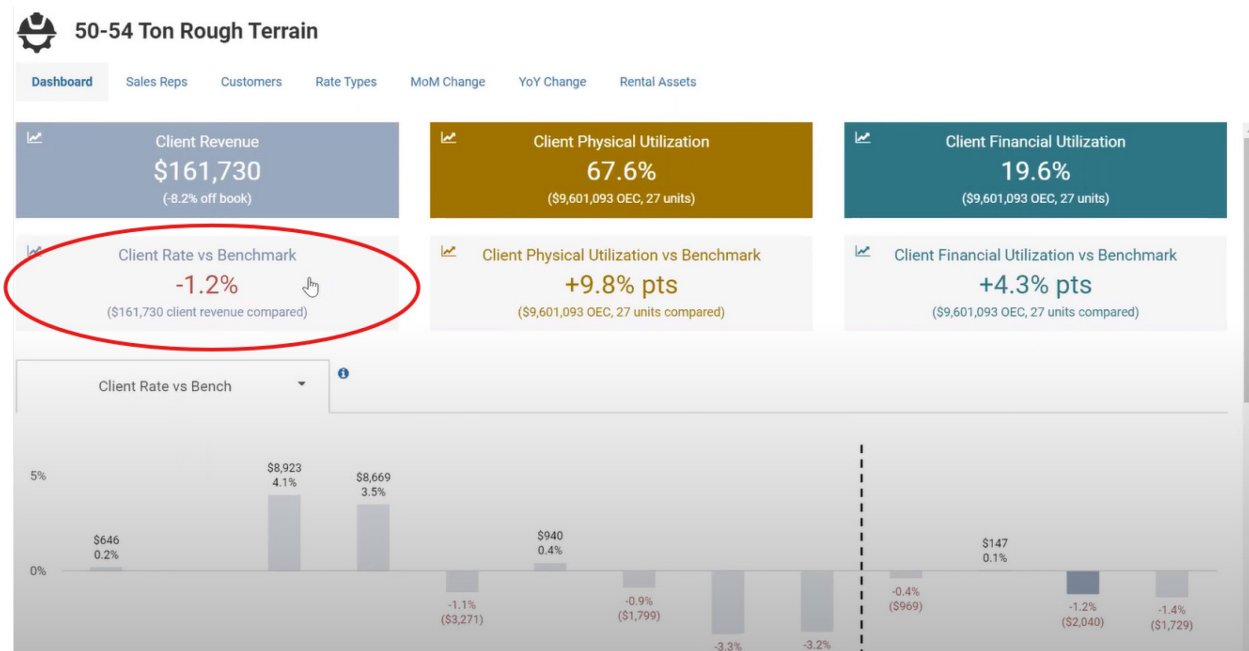 50-54 Ton Rough Terrain
Dashboard Sales Reps Customers Rate Types MoM Change YoY Change Rental Assets
Client Revenue
$161,730
(-8.2% off book)
Client Physical Utilization
67.6%
($9,601,093 OEC, 27 units)
Client Financial Utilization
19.6%
($9,601,093 OEC, 27 units)
Client Rate vs Benchmark
-1.2%
($161,730 client revenue compared)
Client Physical Utilization vs Benchmark
+9.8% pts
($9,601,093 OEC, 27 units compared)
Client Financial Utilization vs Benchmark
+4.3% pts
($9,601,093 OEC, 27 units compared)
Client Rate vs Bench
5%
0%
$646
0.2%
$8,923
4.1%
$8,669
3.5%
-1.1%
($3,271)
$940
0.4%
-0.9%
($1,799)
-3.3%
-3.2%
-0.4%
($969)
$147
0.1%
-1.2%
($2,040)
-1.4%
($1,729)